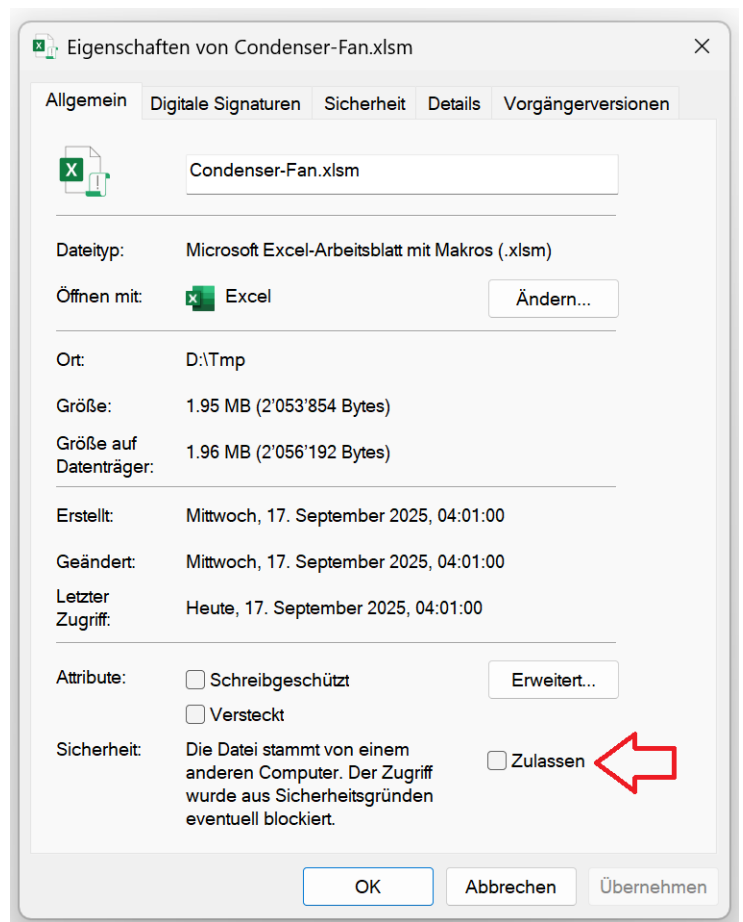 Eigenschaften von Condenser-Fan.xlsm
Allgemein Digitale Signaturen Sicherheit Details Vorgängerversionen
Condenser-Fan.xlsm
Dateityp: Microsoft Excel-Arbeitsblatt mit Makros (.xlsm)
Öffnen mit: Excel Ändern...
Ort: D:\Tmp
Größe: 1.95 MB (2'053'854 Bytes)
Größe auf
Datenträger: 1.96 MB (2'056'192 Bytes)
Erstellt: Mittwoch, 17. September 2025, 04:01:00
Geändert: Mittwoch, 17. September 2025, 04:01:00
Letzter
Zugriff: Heute, 17. September 2025, 04:01:00
Attribute: Schreibgeschützt Erweitert...
Versteckt
Sicherheit: Die Datei stammt von einem
anderen Computer. Der Zugriff Zulassen
wurde aus Sicherheitsgründen
eventuell blockiert.
OK Abbrechen Übernehmen